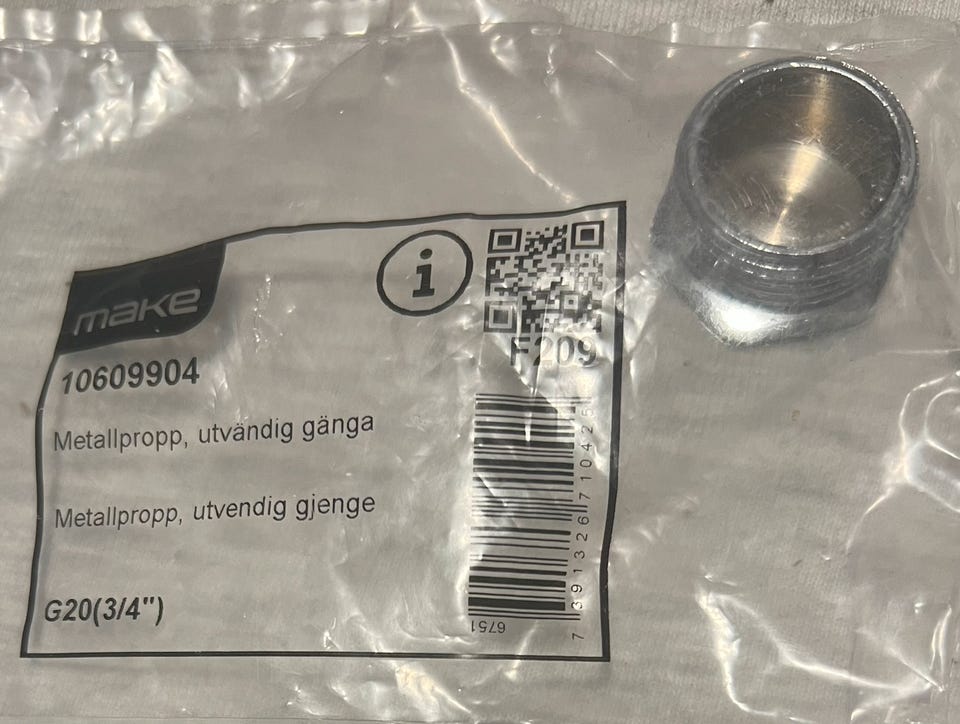 make
i
F209
10609904
Metallpropp, utvändig gänga
Metallpropp, utvendig gjenge
G20(3/4")
6751
7 391326 710425